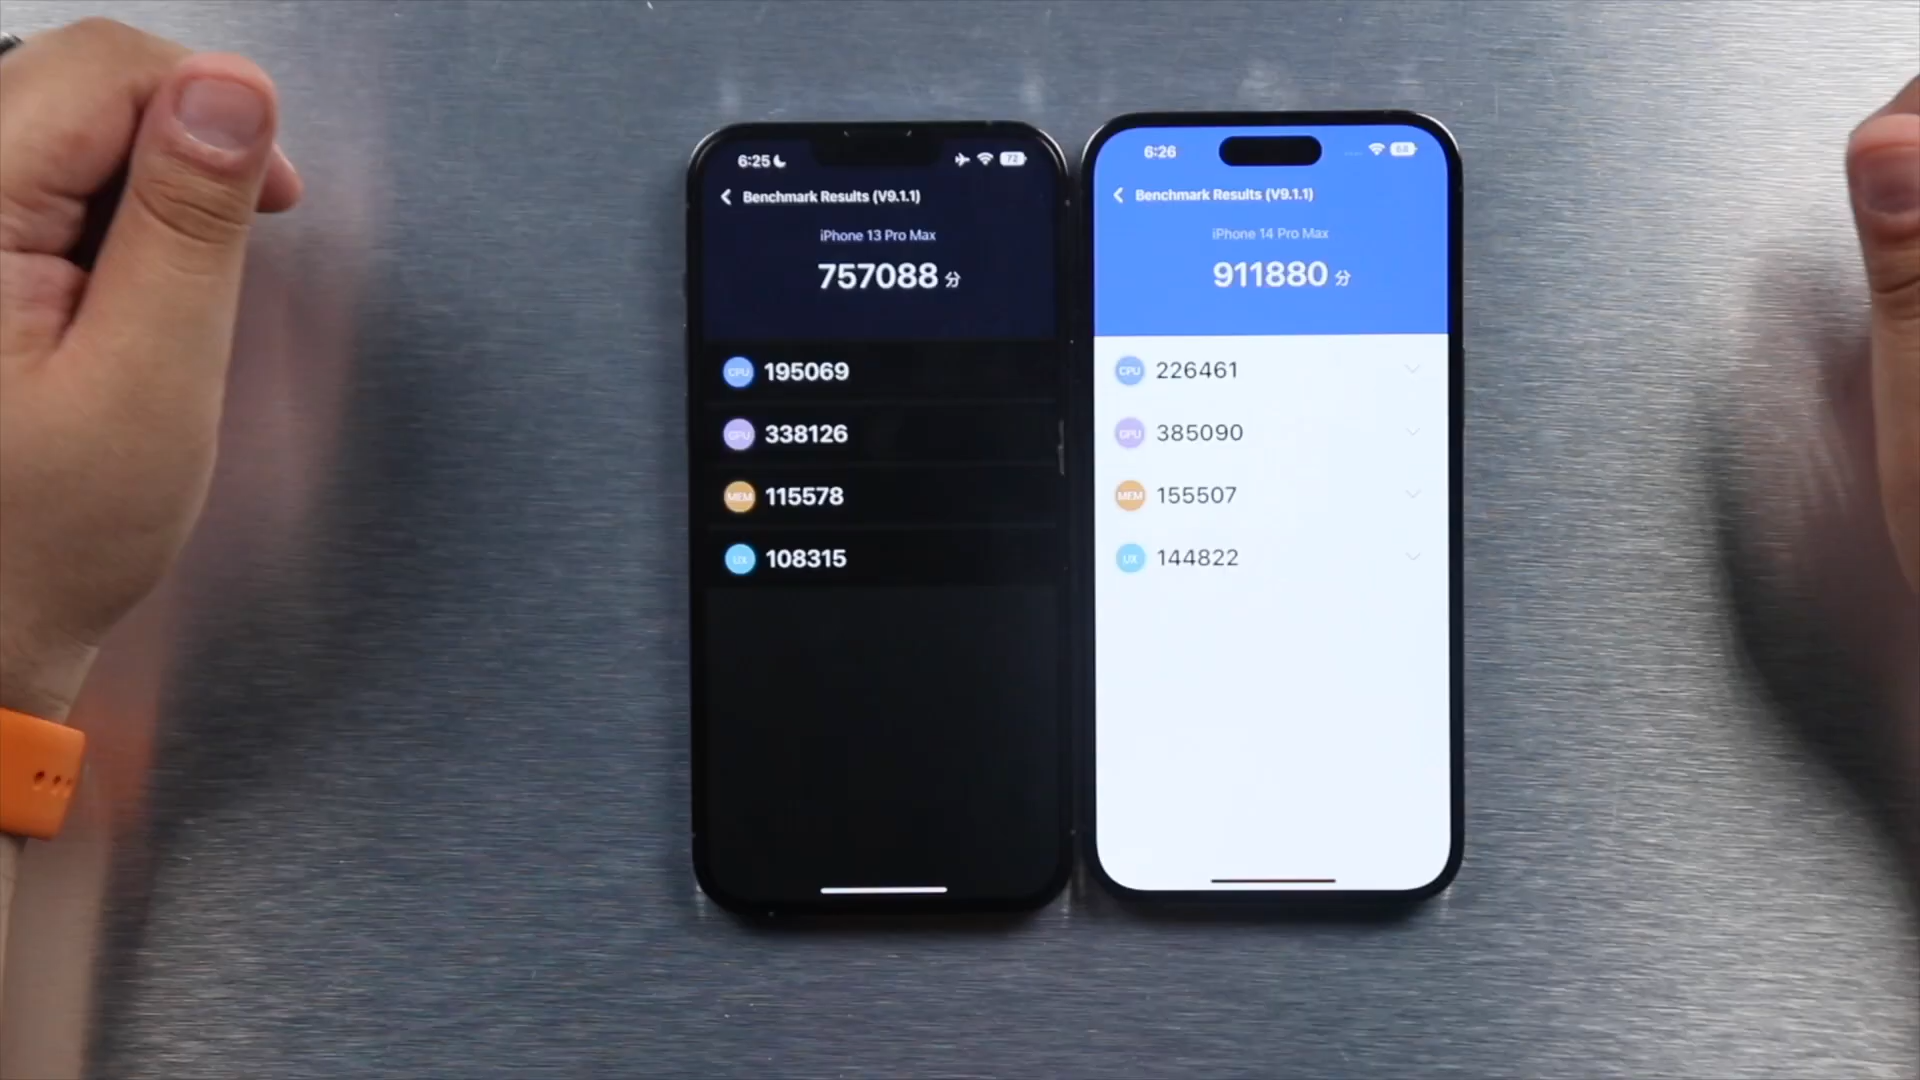 6:25
72
Benchmark Results (V9.1.1)
iPhone 13 Pro Max
757088 分
CPU 195069
GPU 338126
MEM 115578
UX 108315
6:26
68
Benchmark Results (V9.1.1)
iPhone 14 Pro Max
911880 分
CPU 226461
GPU 385090
MEM 155507
UX 144822